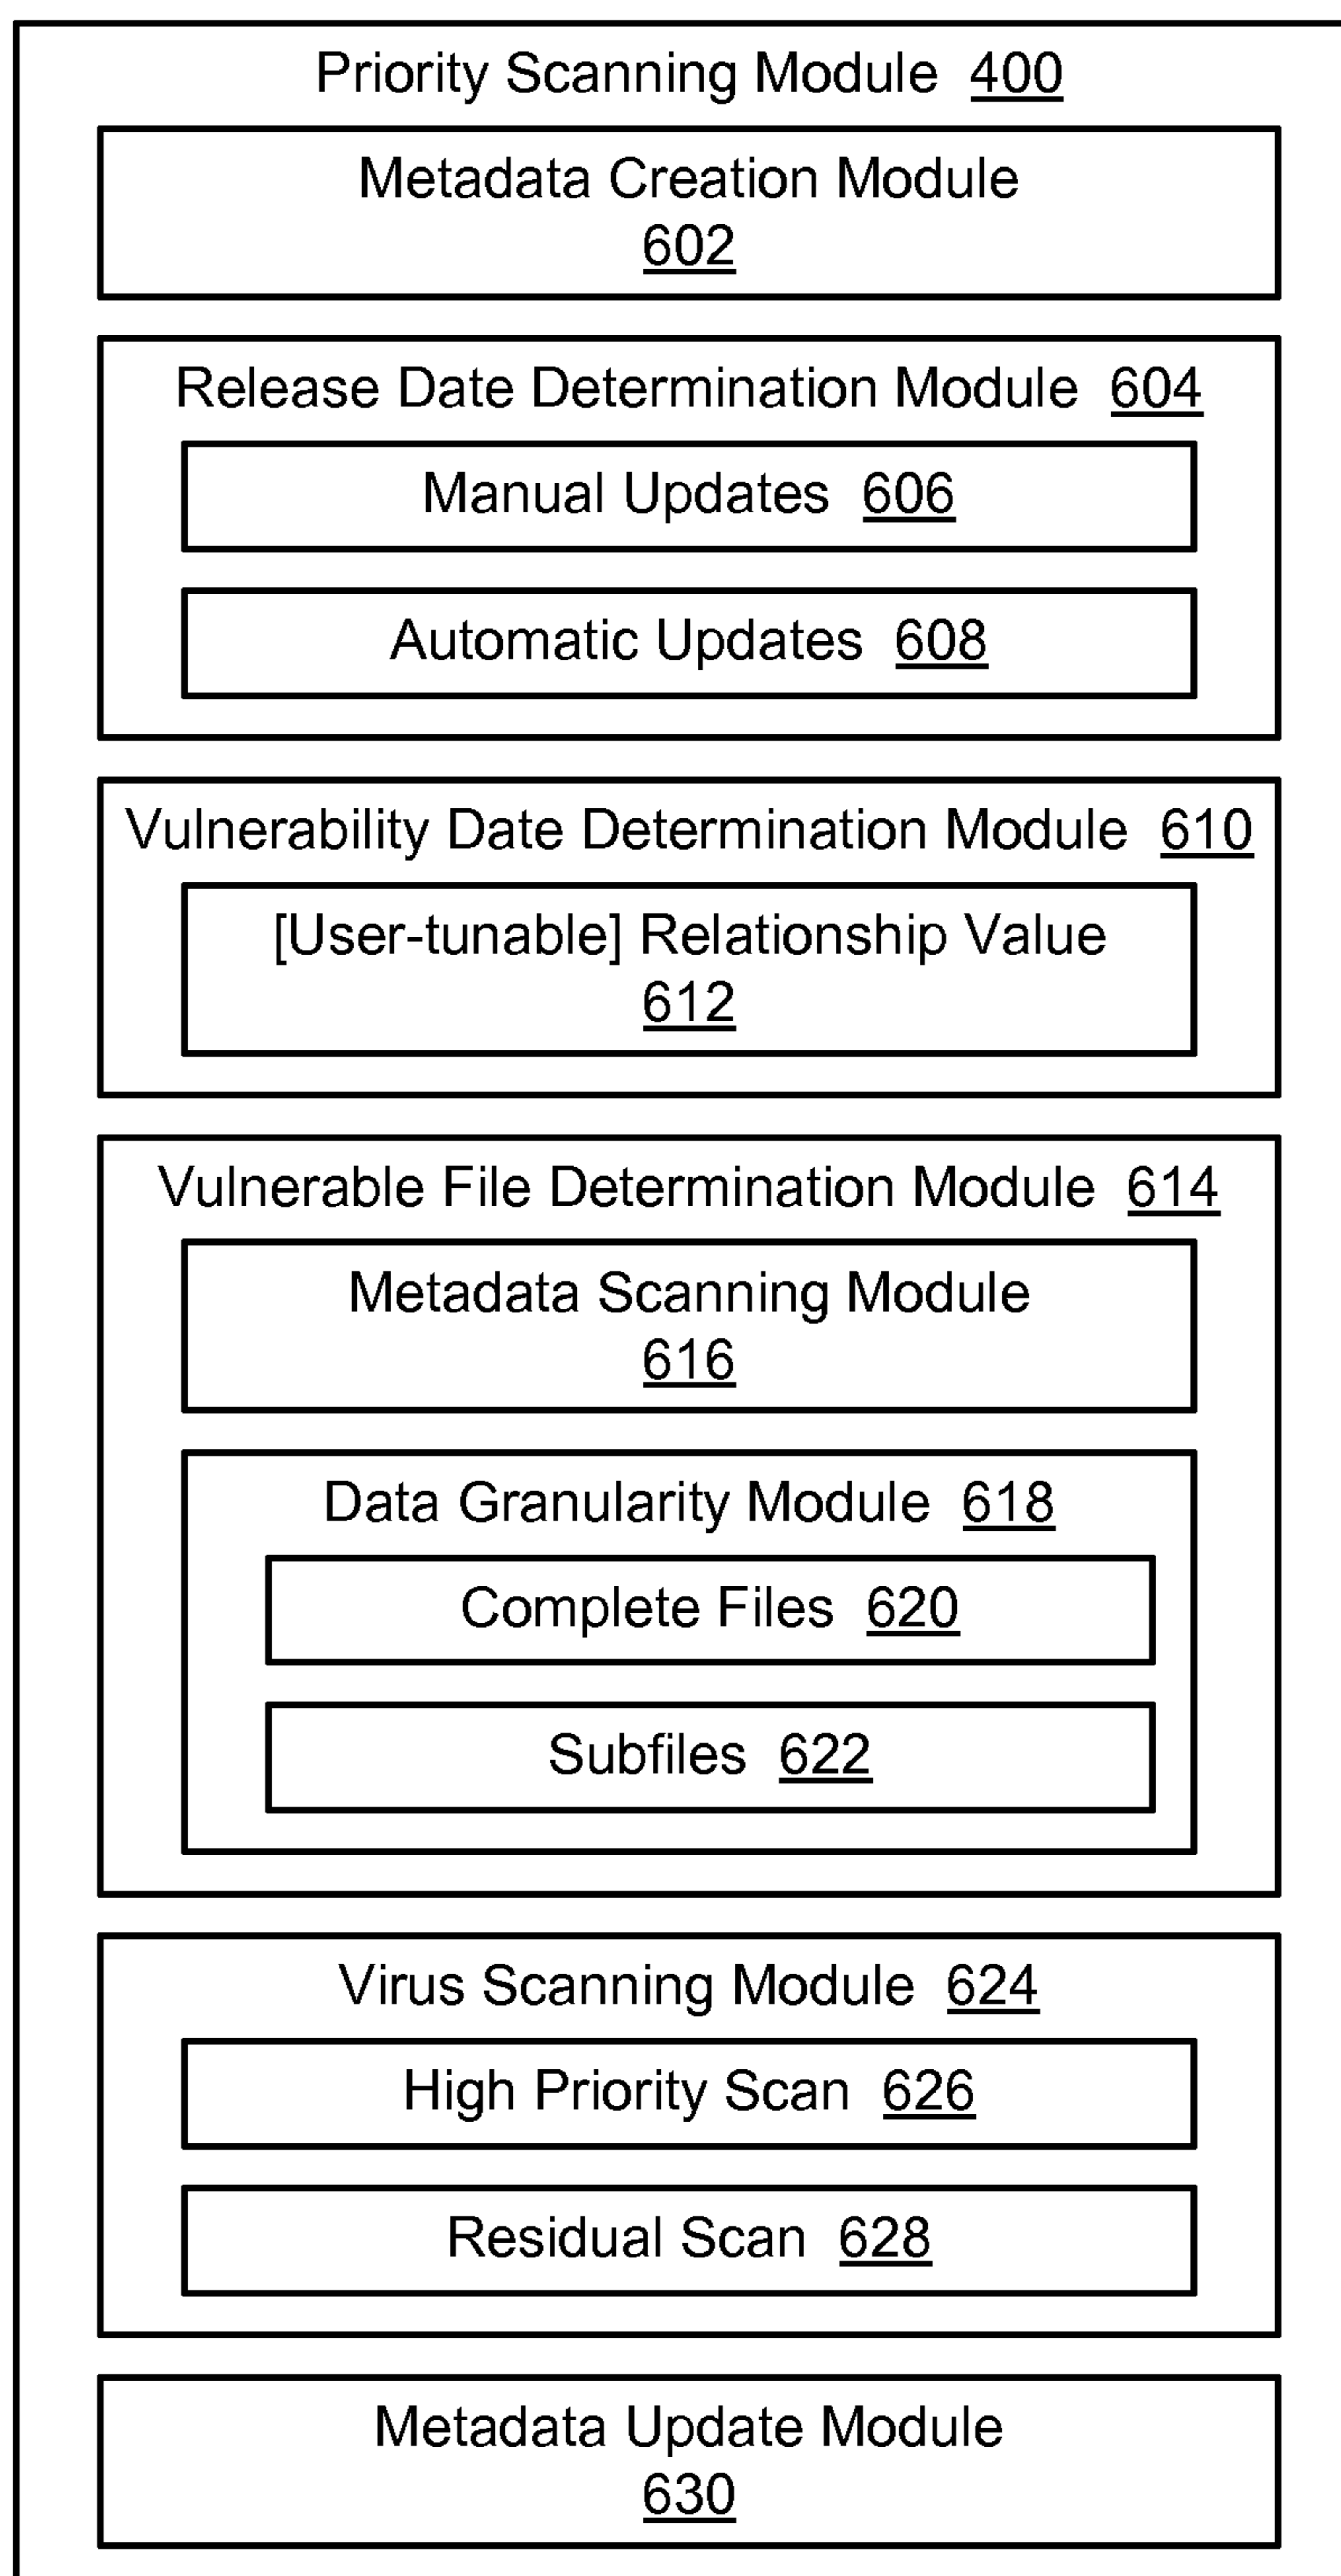 Priority Scanning Module 400
Metadata Creation Module
602
Release Date Determination Module 604
Manual Updates 606
Automatic Updates 608
Vulnerability Date Determination Module 610
[User-tunable] Relationship Value
612
Vulnerable File Determination Module 614
Metadata Scanning Module
616
Data Granularity Module 618
Complete Files 620
Subfiles 622
Virus Scanning Module 624
High Priority Scan 626
Residual Scan 628
Metadata Update Module
630